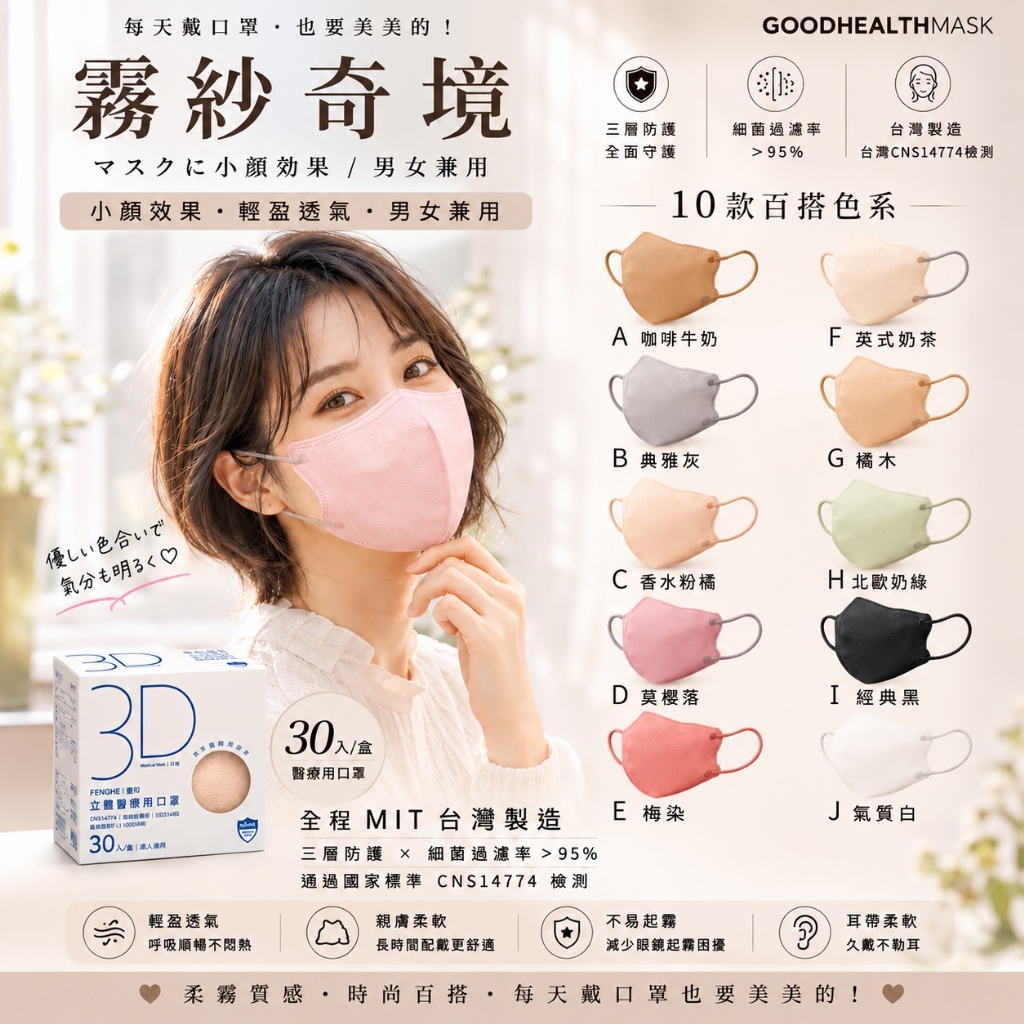 每天戴口罩・也要美美的！
霧紗奇境
マスクに小顔効果 / 男女兼用
小顏效果・輕盈透氣・男女兼用
GOODHEALTHMASK
三層防護
全面守護
細菌過濾率
>95%
台灣製造
台灣CNS14774檢測
10款百搭色系
A 咖啡牛奶
F 英式奶茶
B 典雅灰
G 橘木
C 香水粉橘
H 北歐奶綠
D 莫櫻落
I 經典黑
E 梅染
J 氣質白
優しい色合いで
氣分も明るく♡
3D
3D
Medical Mask
FENGHE
立體醫療用口罩
CNS14774
30入/盒
30入/盒
醫療用口罩
全程 MIT 台灣製造
三層防護 × 細菌過濾率 >95%
通過國家標準 CNS14774 檢測
輕盈透氣
呼吸順暢不悶熱
親膚柔軟
長時間配戴更舒適
不易起霧
減少眼鏡起霧困擾
耳帶柔軟
久戴不勒耳
柔霧質感・時尚百搭・每天戴口罩也要美美的！